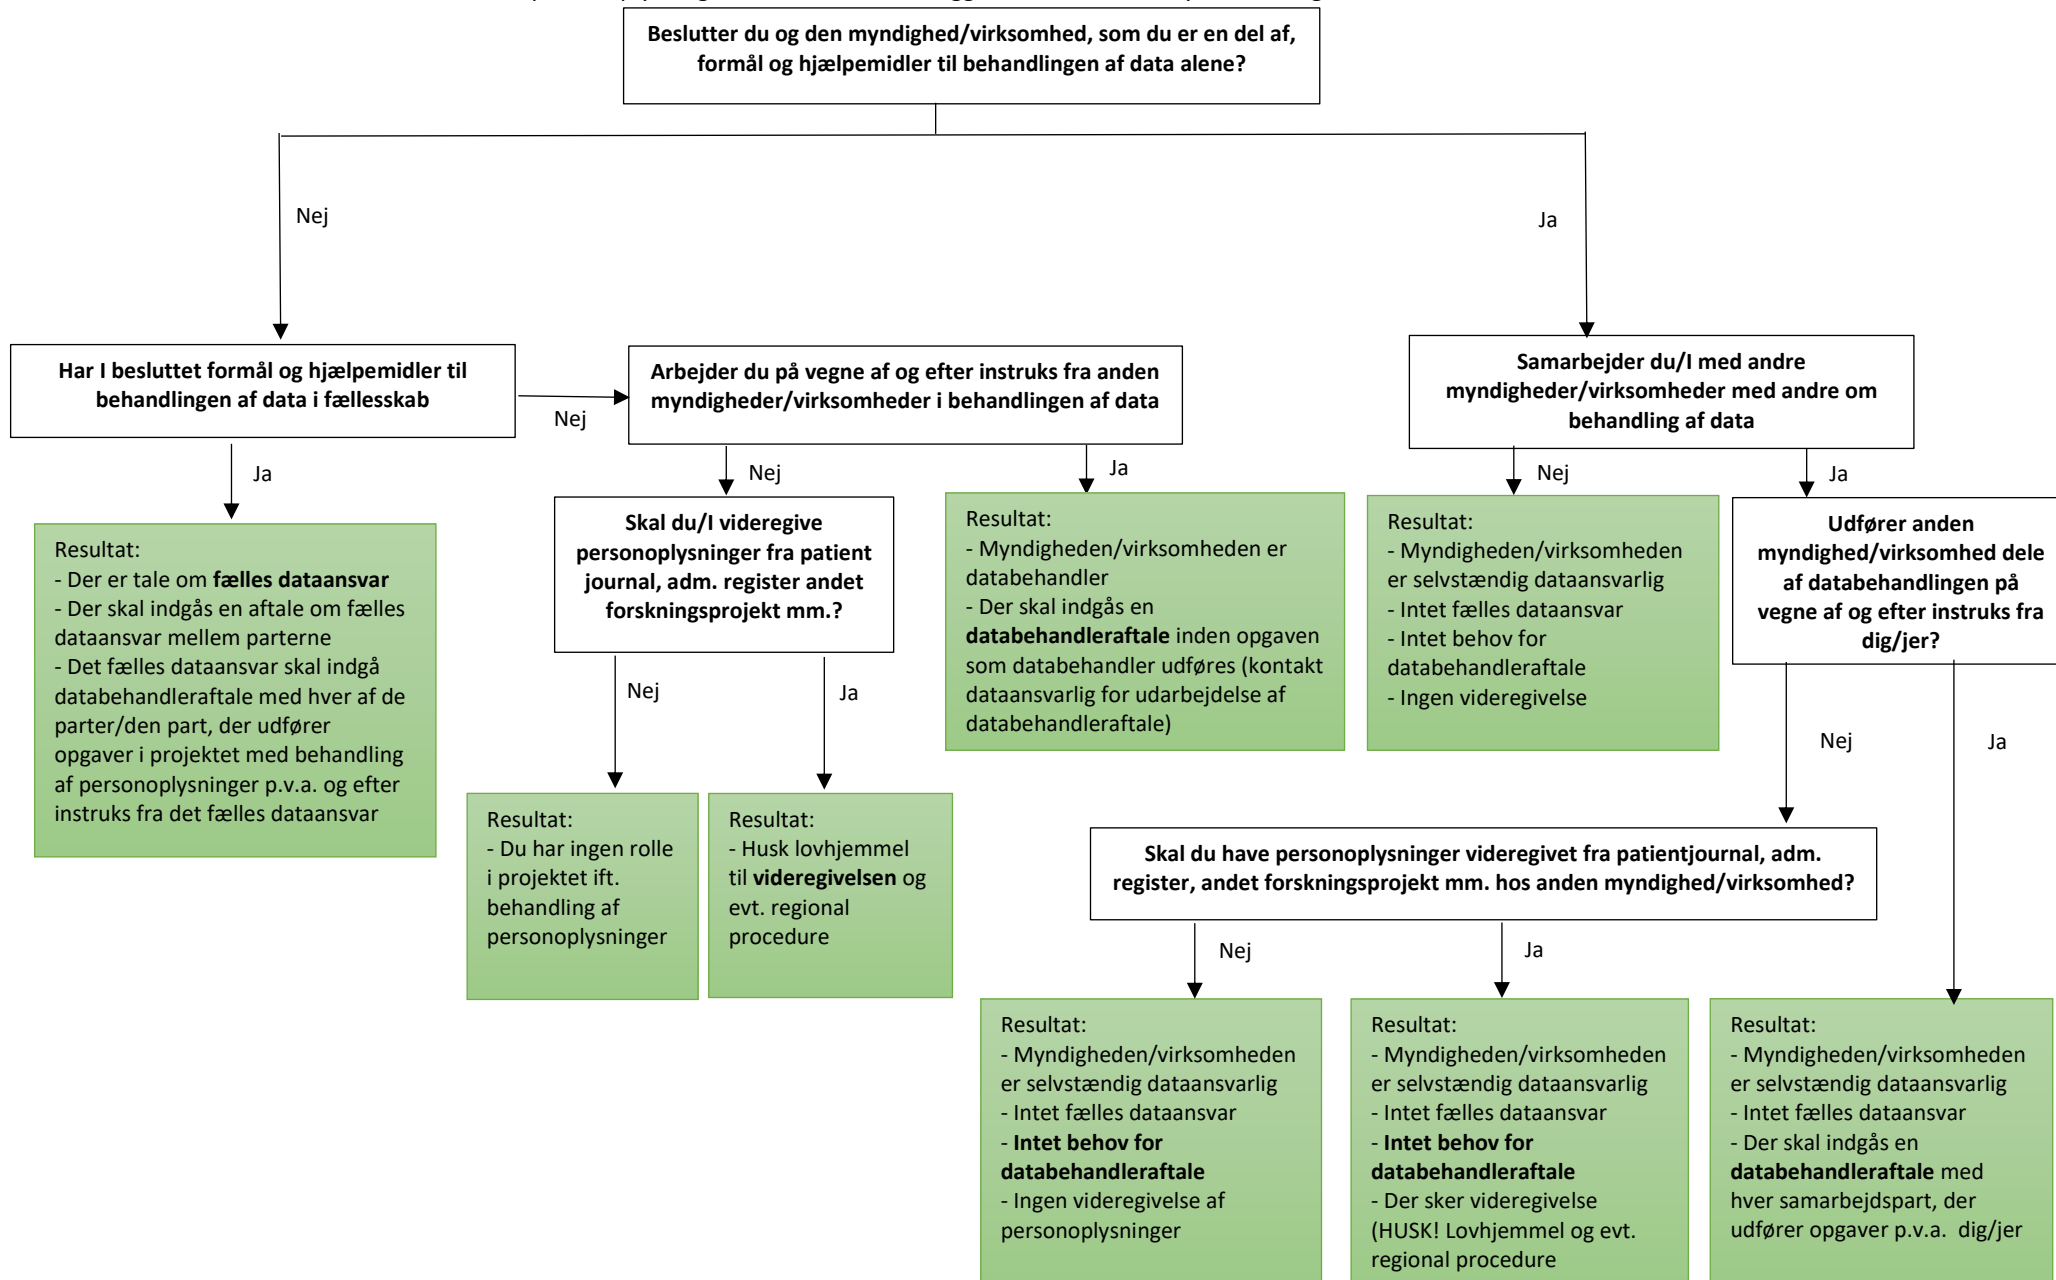 Beslutter du og den myndighed/virksomhed, som du er en del af,
formål og hjælpemidler til behandlingen af data alene?
Nej
Ja
Har I besluttet formål og hjælpemidler til
behandlingen af data i fællesskab
Nej
Arbejder du på vegne af og efter instruks fra anden
myndigheder/virksomheder i behandlingen af data
Samarbejder du/I med andre
myndigheder/virksomheder med andre om
behandling af data
Ja
Nej
Ja
Nej
Ja
Resultat:
- Der er tale om fælles dataansvar
- Der skal indgås en aftale om fælles
dataansvar mellem parterne
- Det fælles dataansvar skal indgå
databehandleraftale med hver af de
parter/den part, der udfører
opgaver i projektet med behandling
af personoplysninger p.v.a. og efter
instruks fra det fælles dataansvar
Skal du/I videregive
personoplysninger fra patient
journal, adm. register andet
forskningsprojekt mm.?
Resultat:
- Myndigheden/virksomheden er
databehandler
- Der skal indgås en
databehandleraftale inden opgaven
som databehandler udføres (kontakt
dataansvarlig for udarbejdelse af
databehandleraftale)
Resultat:
- Myndigheden/virksomheden
er selvstændig dataansvarlig
- Intet fælles dataansvar
- Intet behov for
databehandleraftale
- Ingen videregivelse
Udfører anden
myndighed/virksomhed dele
af databehandlingen på
vegne af og efter instruks fra
dig/jer?
Nej
Ja
Nej
Ja
Resultat:
- Du har ingen rolle
i projektet ift.
behandling af
personoplysninger
Resultat:
- Husk lovhjemmel
til videregivelsen og
evt. regional
procedure
Skal du have personoplysninger videregivet fra patientjournal, adm.
register, andet forskningsprojekt mm. hos anden myndighed/virksomhed?
Nej
Ja
Resultat:
- Myndigheden/virksomheden
er selvstændig dataansvarlig
- Intet fælles dataansvar
- Intet behov for
databehandleraftale
- Ingen videregivelse af
personoplysninger
Resultat:
- Myndigheden/virksomheden
er selvstændig dataansvarlig
- Intet fælles dataansvar
- Intet behov for
databehandleraftale
- Der sker videregivelse
(HUSK! Lovhjemmel og evt.
regional procedure
Resultat:
- Myndigheden/virksomheden
er selvstændig dataansvarlig
- Intet fælles dataansvar
- Der skal indgås en
databehandleraftale med
hver samarbejdspart, der
udfører opgaver p.v.a. dig/jer